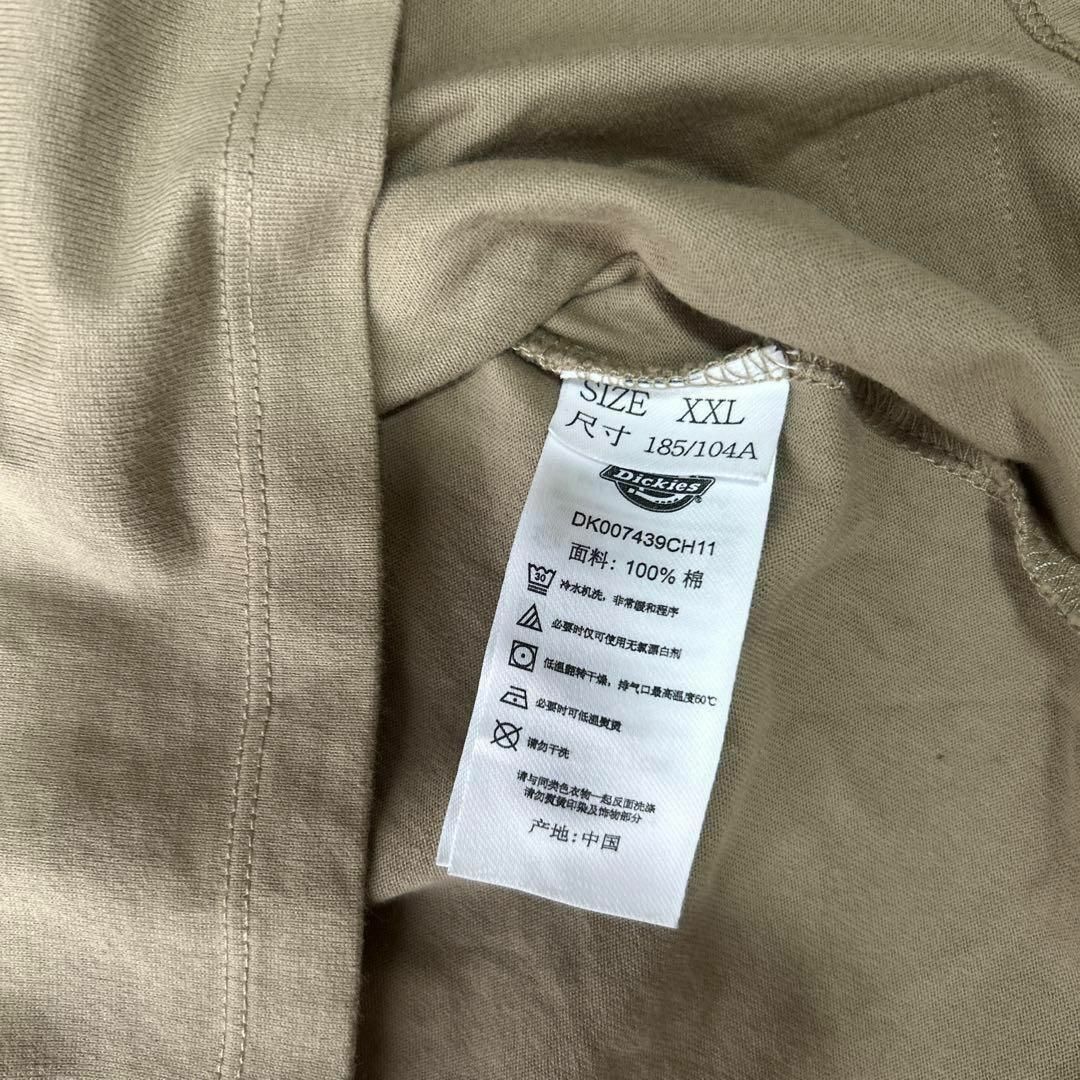 SIZE XXL
尺寸 185/104A
Dickies
DK007439CH11
面料: 100% 棉
30 冷水机洗，非常缓和程序
必要时仅可使用无氯漂白剂
低温翻转干燥，排气口最高温度60℃
必要时可低温熨烫
请勿干洗
请与同类色衣物一起反面洗涤
请勿熨烫印染及饰物部分
产地: 中国